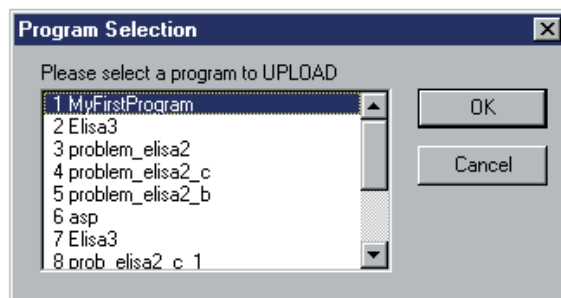 Program Selection
Please select a program to UPLOAD
1 MyFirstProgram
2 Elisa3
3 problem_elisa2
4 problem_elisa2_c
5 problem_elisa2_b
6 asp
7 Elisa3
8 prob_elisa2_c_1
OK
Cancel